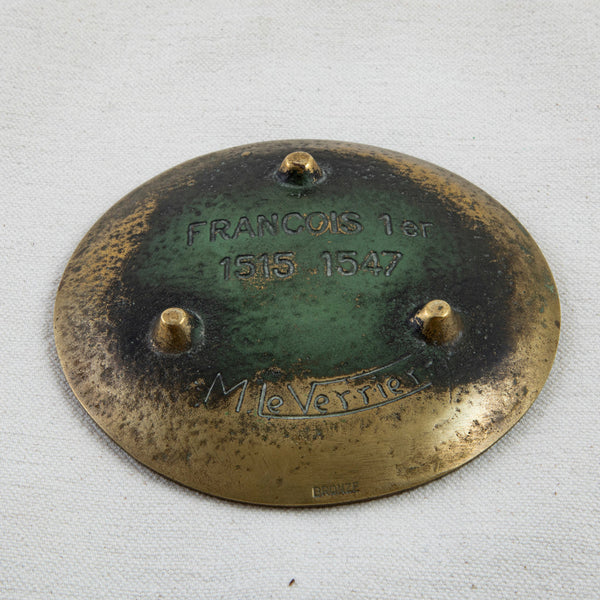 FRANCOIS 1er
1515 1547
M Le Verrier
BRONZE